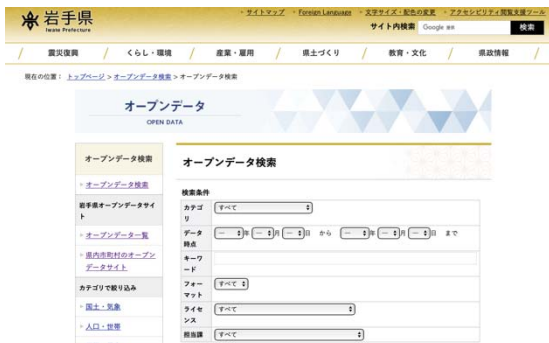 サイトマップ Foreign Language 文字サイズ・配色の変更 アクセシビリティ閲覧支援ツール
岩手県
Iwate Prefecture
サイト内検索 Google 検索
震災復興 / くらし・環境 / 産業・雇用 / 県土づくり / 教育・文化 / 県政情報 /
現在の位置： トップページ > オープンデータ検索 > オープンデータ検索
オープンデータ
OPEN DATA
オープンデータ検索
オープンデータ検索
岩手県オープンデータサイ
ト
オープンデータ一覧
県内市町村のオープン
データサイト
カテゴリで絞り込み
国土・気象
人口・世帯
オープンデータ検索
検索条件
カテゴ
リ
すべて
データ
時点
-- 年 -- 月 -- 日 から -- 年 -- 月 -- 日 まで
キーワ
ード
フォー
マット
すべて
ライセ
ンス
すべて
担当課 すべて